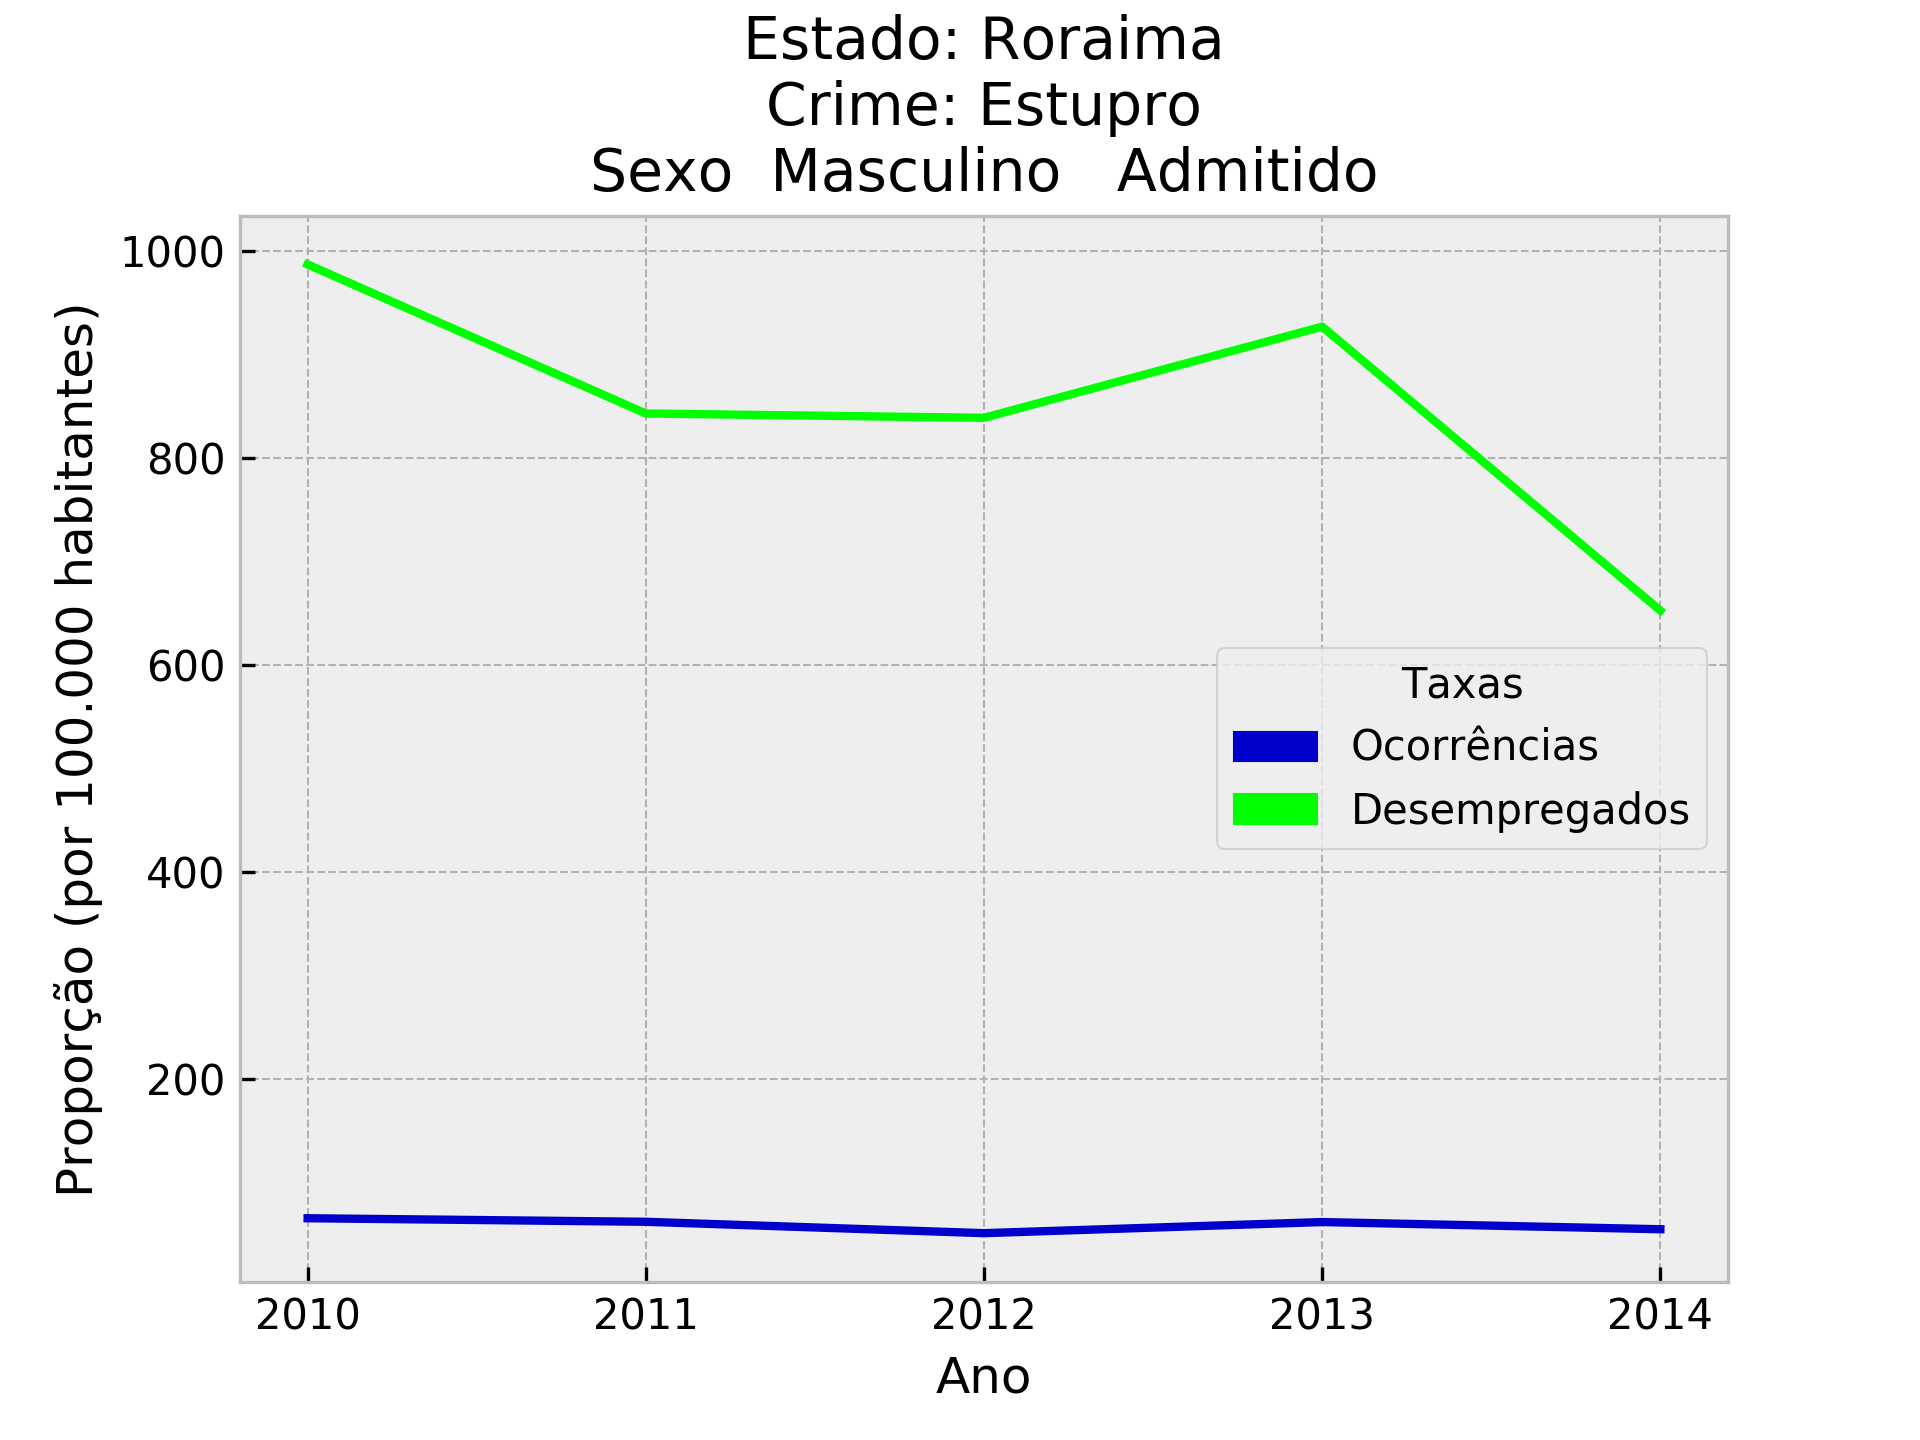 Estado: Roraima
Crime: Estupro
Sexo  Masculino   Admitido
Proporção (por 100.000 habitantes)
1000
800
600
400
200
Taxas
Ocorrências
Desempregados
2010 2011 2012 2013 2014
Ano